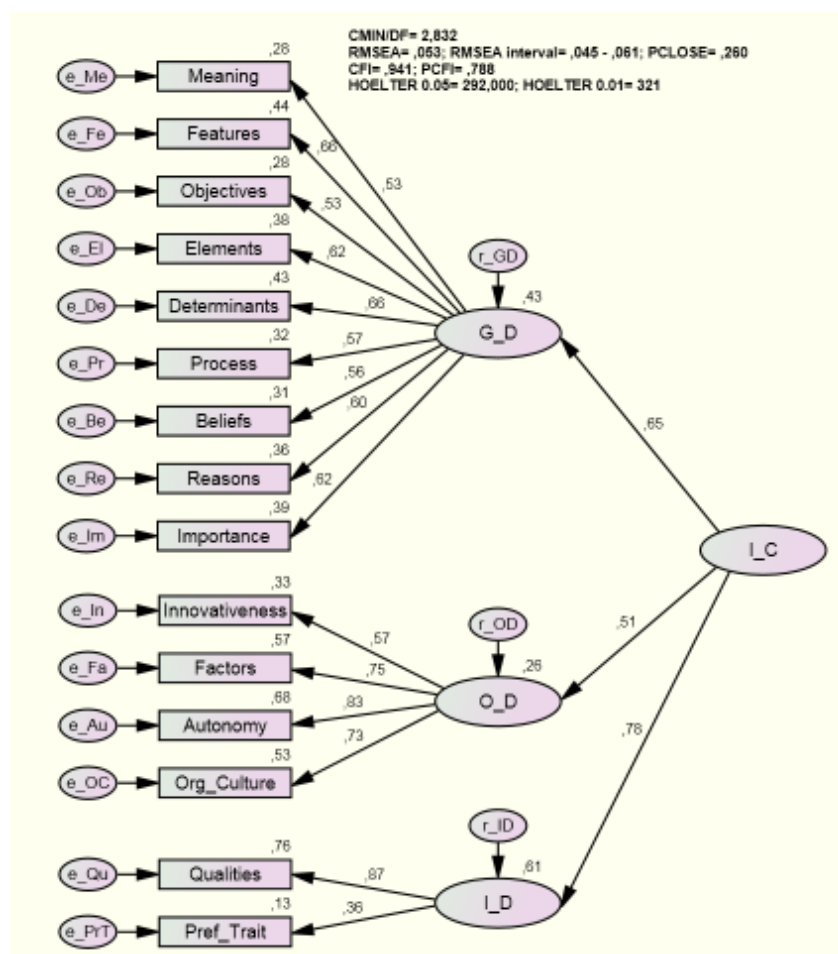 CMIN/DF= 2,832
RMSEA= ,053; RMSEA interval= ,045 - ,061; PCLOSE= ,260
CFI= ,941; PCFI= ,788
HOELTER 0.05= 292,000; HOELTER 0.01= 321
,28
e_Me Meaning
,44
e_Fe Features ,66 ,53
,28
e_Ob Objectives ,53
,38
e_El Elements ,62 r_GD
,43
e_De Determinants ,66 G_D ,43
,32
e_Pr Process ,57
,31
e_Be Beliefs ,56
,60 ,65
,36
e_Re Reasons ,62
,39
e_Im Importance I_C
,33
e_In Innovativeness ,57 r_OD ,51
,57
e_Fa Factors ,75 ,26
,68
e_Au Autonomy ,83 O_D
,73 ,78
,53
e_OC Org_Culture
r_ID
,76
e_Qu Qualities ,87 ,61
,13 I_D
e_PrT Pref_Trait ,36